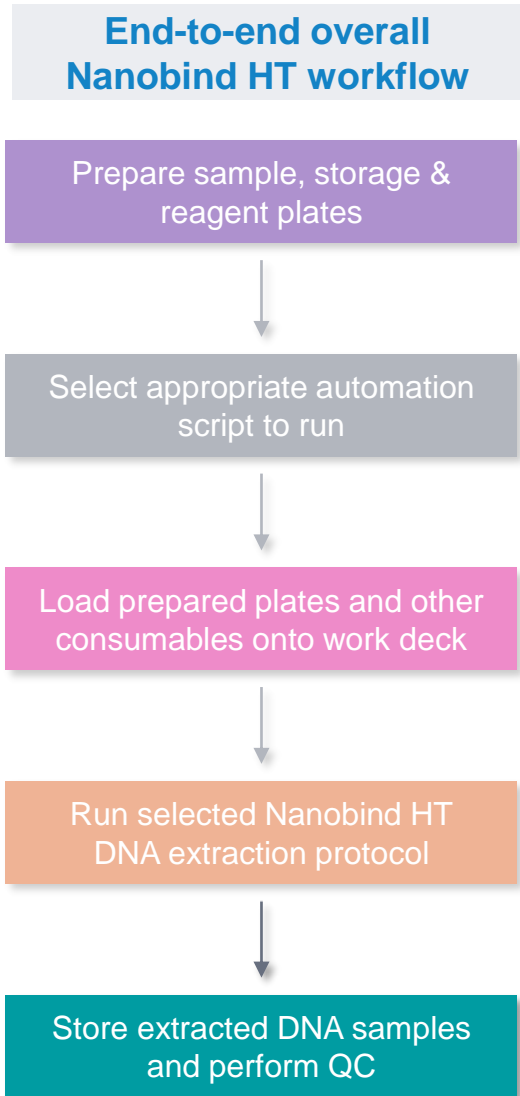 End-to-end overall
Nanobind HT workflow
Prepare sample, storage &
reagent plates
Select appropriate automation
script to run
Load prepared plates and other
consumables onto work deck
Run selected Nanobind HT
DNA extraction protocol
Store extracted DNA samples
and perform QC